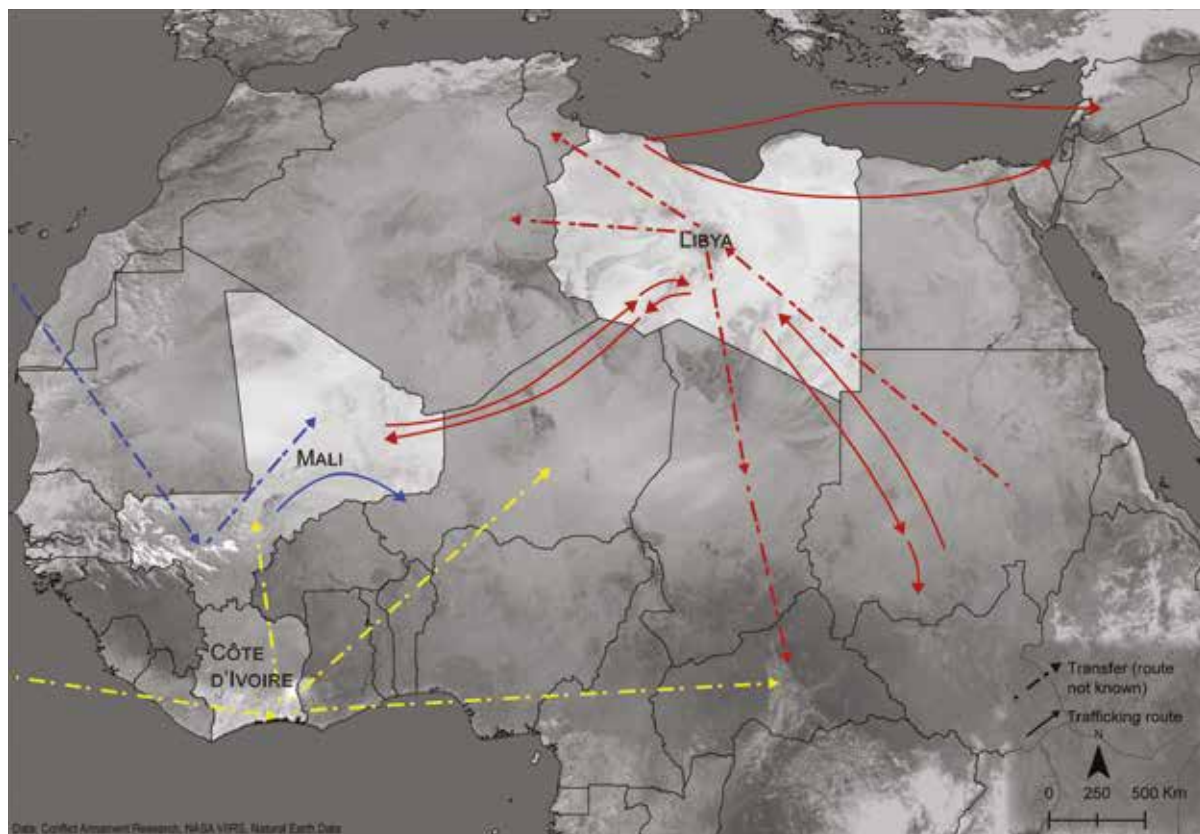 LIBYA
MALI
CÔTE
D'IVOIRE
Transfer (route
not known)
Trafficking route
N
0 250 500 Km
Data: Conflict Armament Research, NASA VIIRS, Natural Earth Data